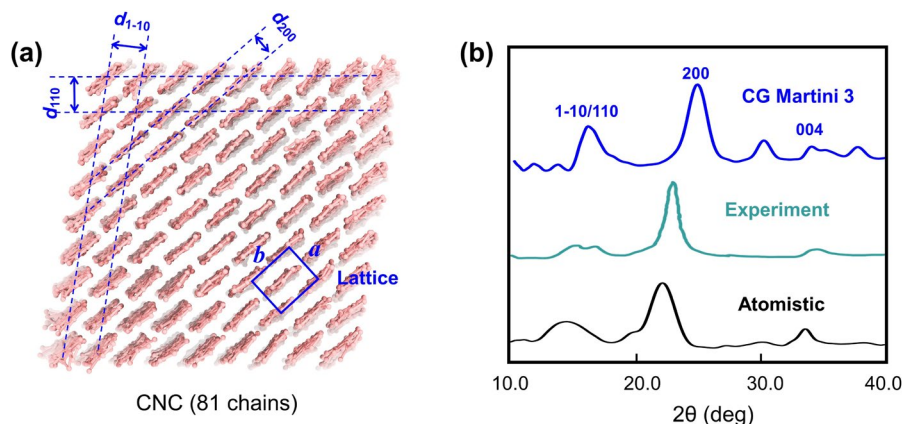 (a)
d1-10
d200
d110
b
a
Lattice
CNC (81 chains)
(b)
200
CG Martini 3
1-10/110
004
Experiment
Atomistic
10.0 20.0 30.0 40.0
2θ (deg)